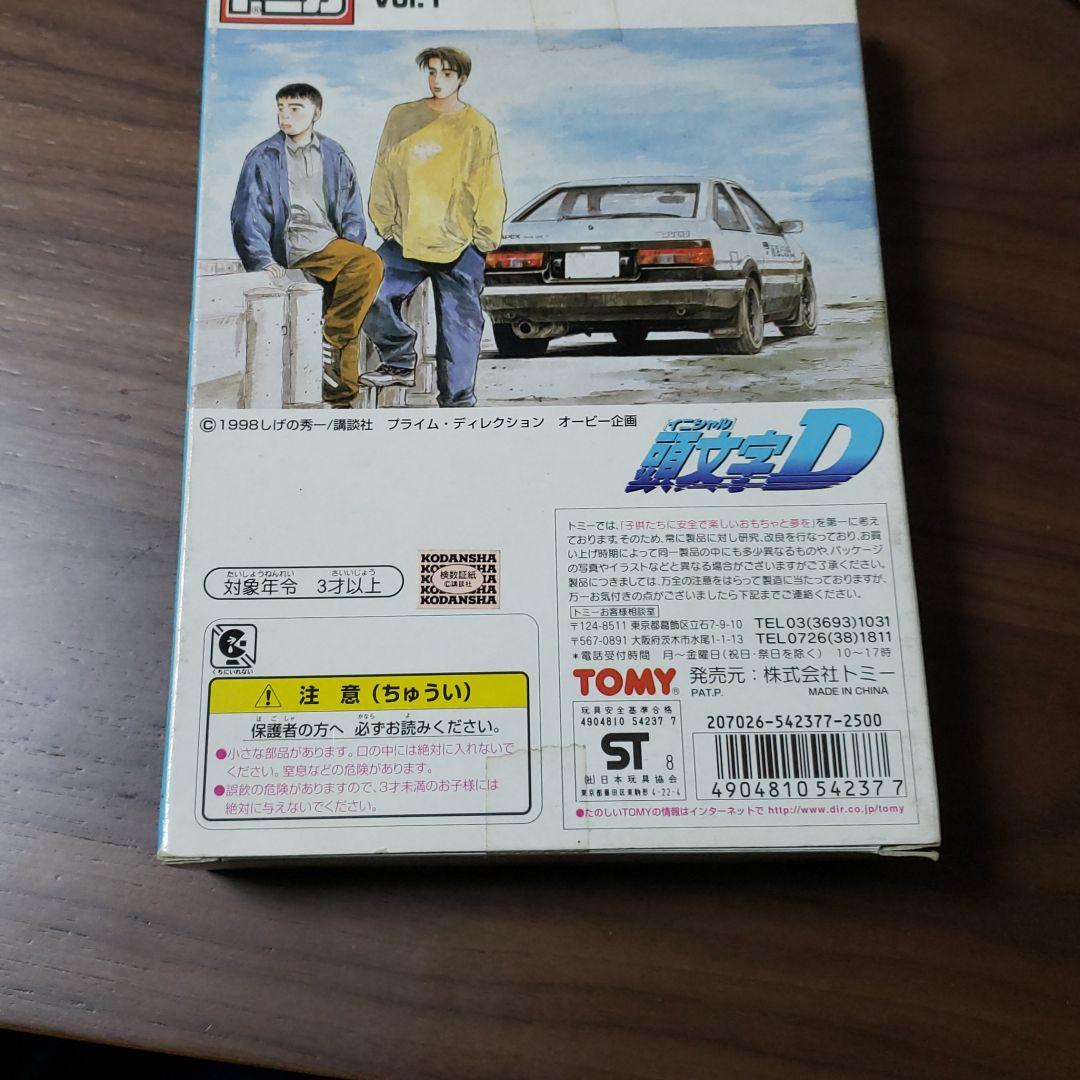 トミカ®
Vol.1
©1998しげの秀一/講談社 プライム・ディレクション オービー企画
イニシャル
頭文字D
たいしょうねんれい さいいじょう
対象年令 3才以上
KODANSHA
検数証紙
©講談社
KODANSHA
くちにいれない
注意(ちゅうい)
ほごしゃ かなら よ
保護者の方へ 必ずお読みください。
●小さな部品があります。口の中には絶対に入れないで
ください。窒息などの危険があります。
●誤飲の危険がありますので、3才未満のお子様には
絶対に与えないでください。
トミーでは、「子供たちに安全で楽しいおもちゃと夢を」を第一に考え
ております。そのため、常に製品に対し研究、改良を行なっており、お買
い上げ時期によって同一製品の中にも多少異なるものや、パッケージ
の写真やイラストなどと異なる場合がございますがご了承ください。
製品につきましては、万全の注意をはらって製造に当たっておりますが、
万一お気付きの点がございましたら下記までご連絡ください。
トミーお客様相談室
〒124-8511 東京都葛飾区立石7-9-10 TEL03(3693)1031
〒567-0891 大阪府茨木市水尾1-1-13 TEL0726(38)1811
*電話受付時間 月〜金曜日(祝日・祭日を除く) 10〜17時
TOMY® 発売元:株式会社トミー
PAT.P. MADE IN CHINA
玩具安全基準合格
4904810 54237 7
ST 8
(社)日本玩具協会
東京都墨田区東駒形4-22-4
207026-542377-2500
4904810 542377
●たのしいTOMYの情報はインターネットで http://www.dir.co.jp/tomy